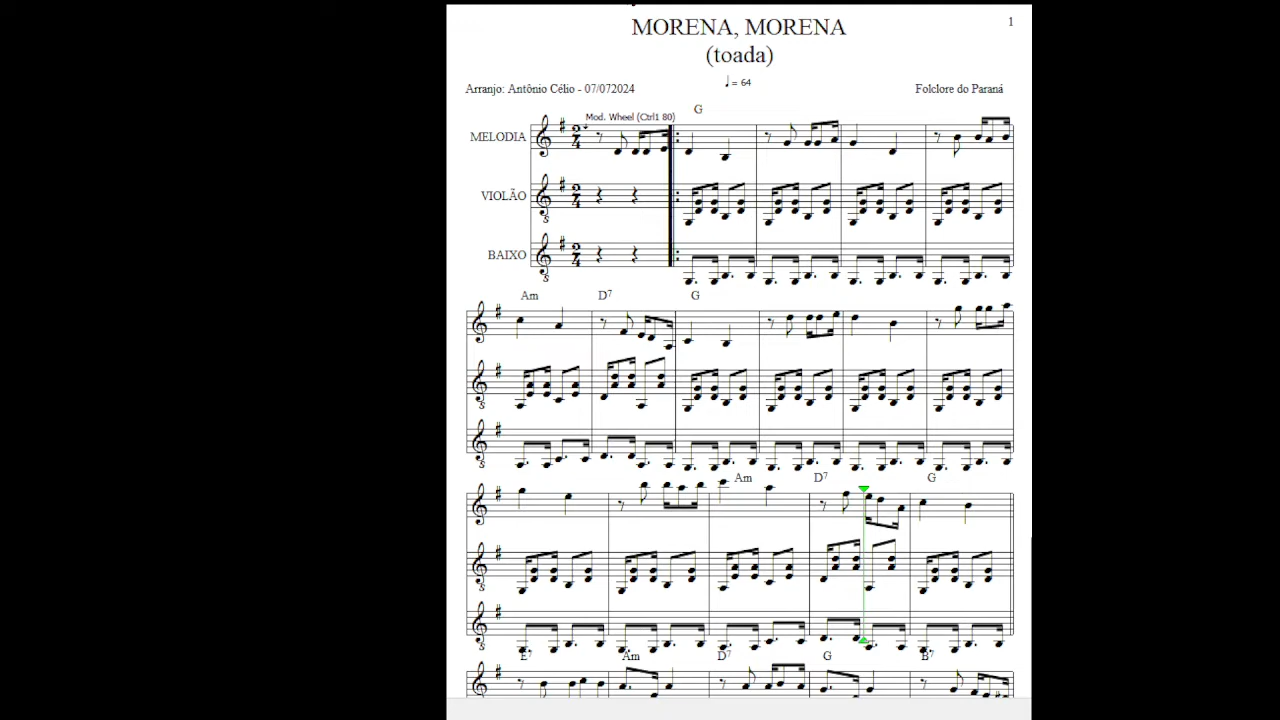 MORENA, MORENA
1
(toada)
♩ = 64
Arranjo: Antônio Célio - 07/072024
Folclore do Paraná
G
Mod. Wheel (Ctrl1 80)
MELODIA
VIOLÃO
BAIXO
Am D7 G
Am D7 G
E7 Am D7 G B7